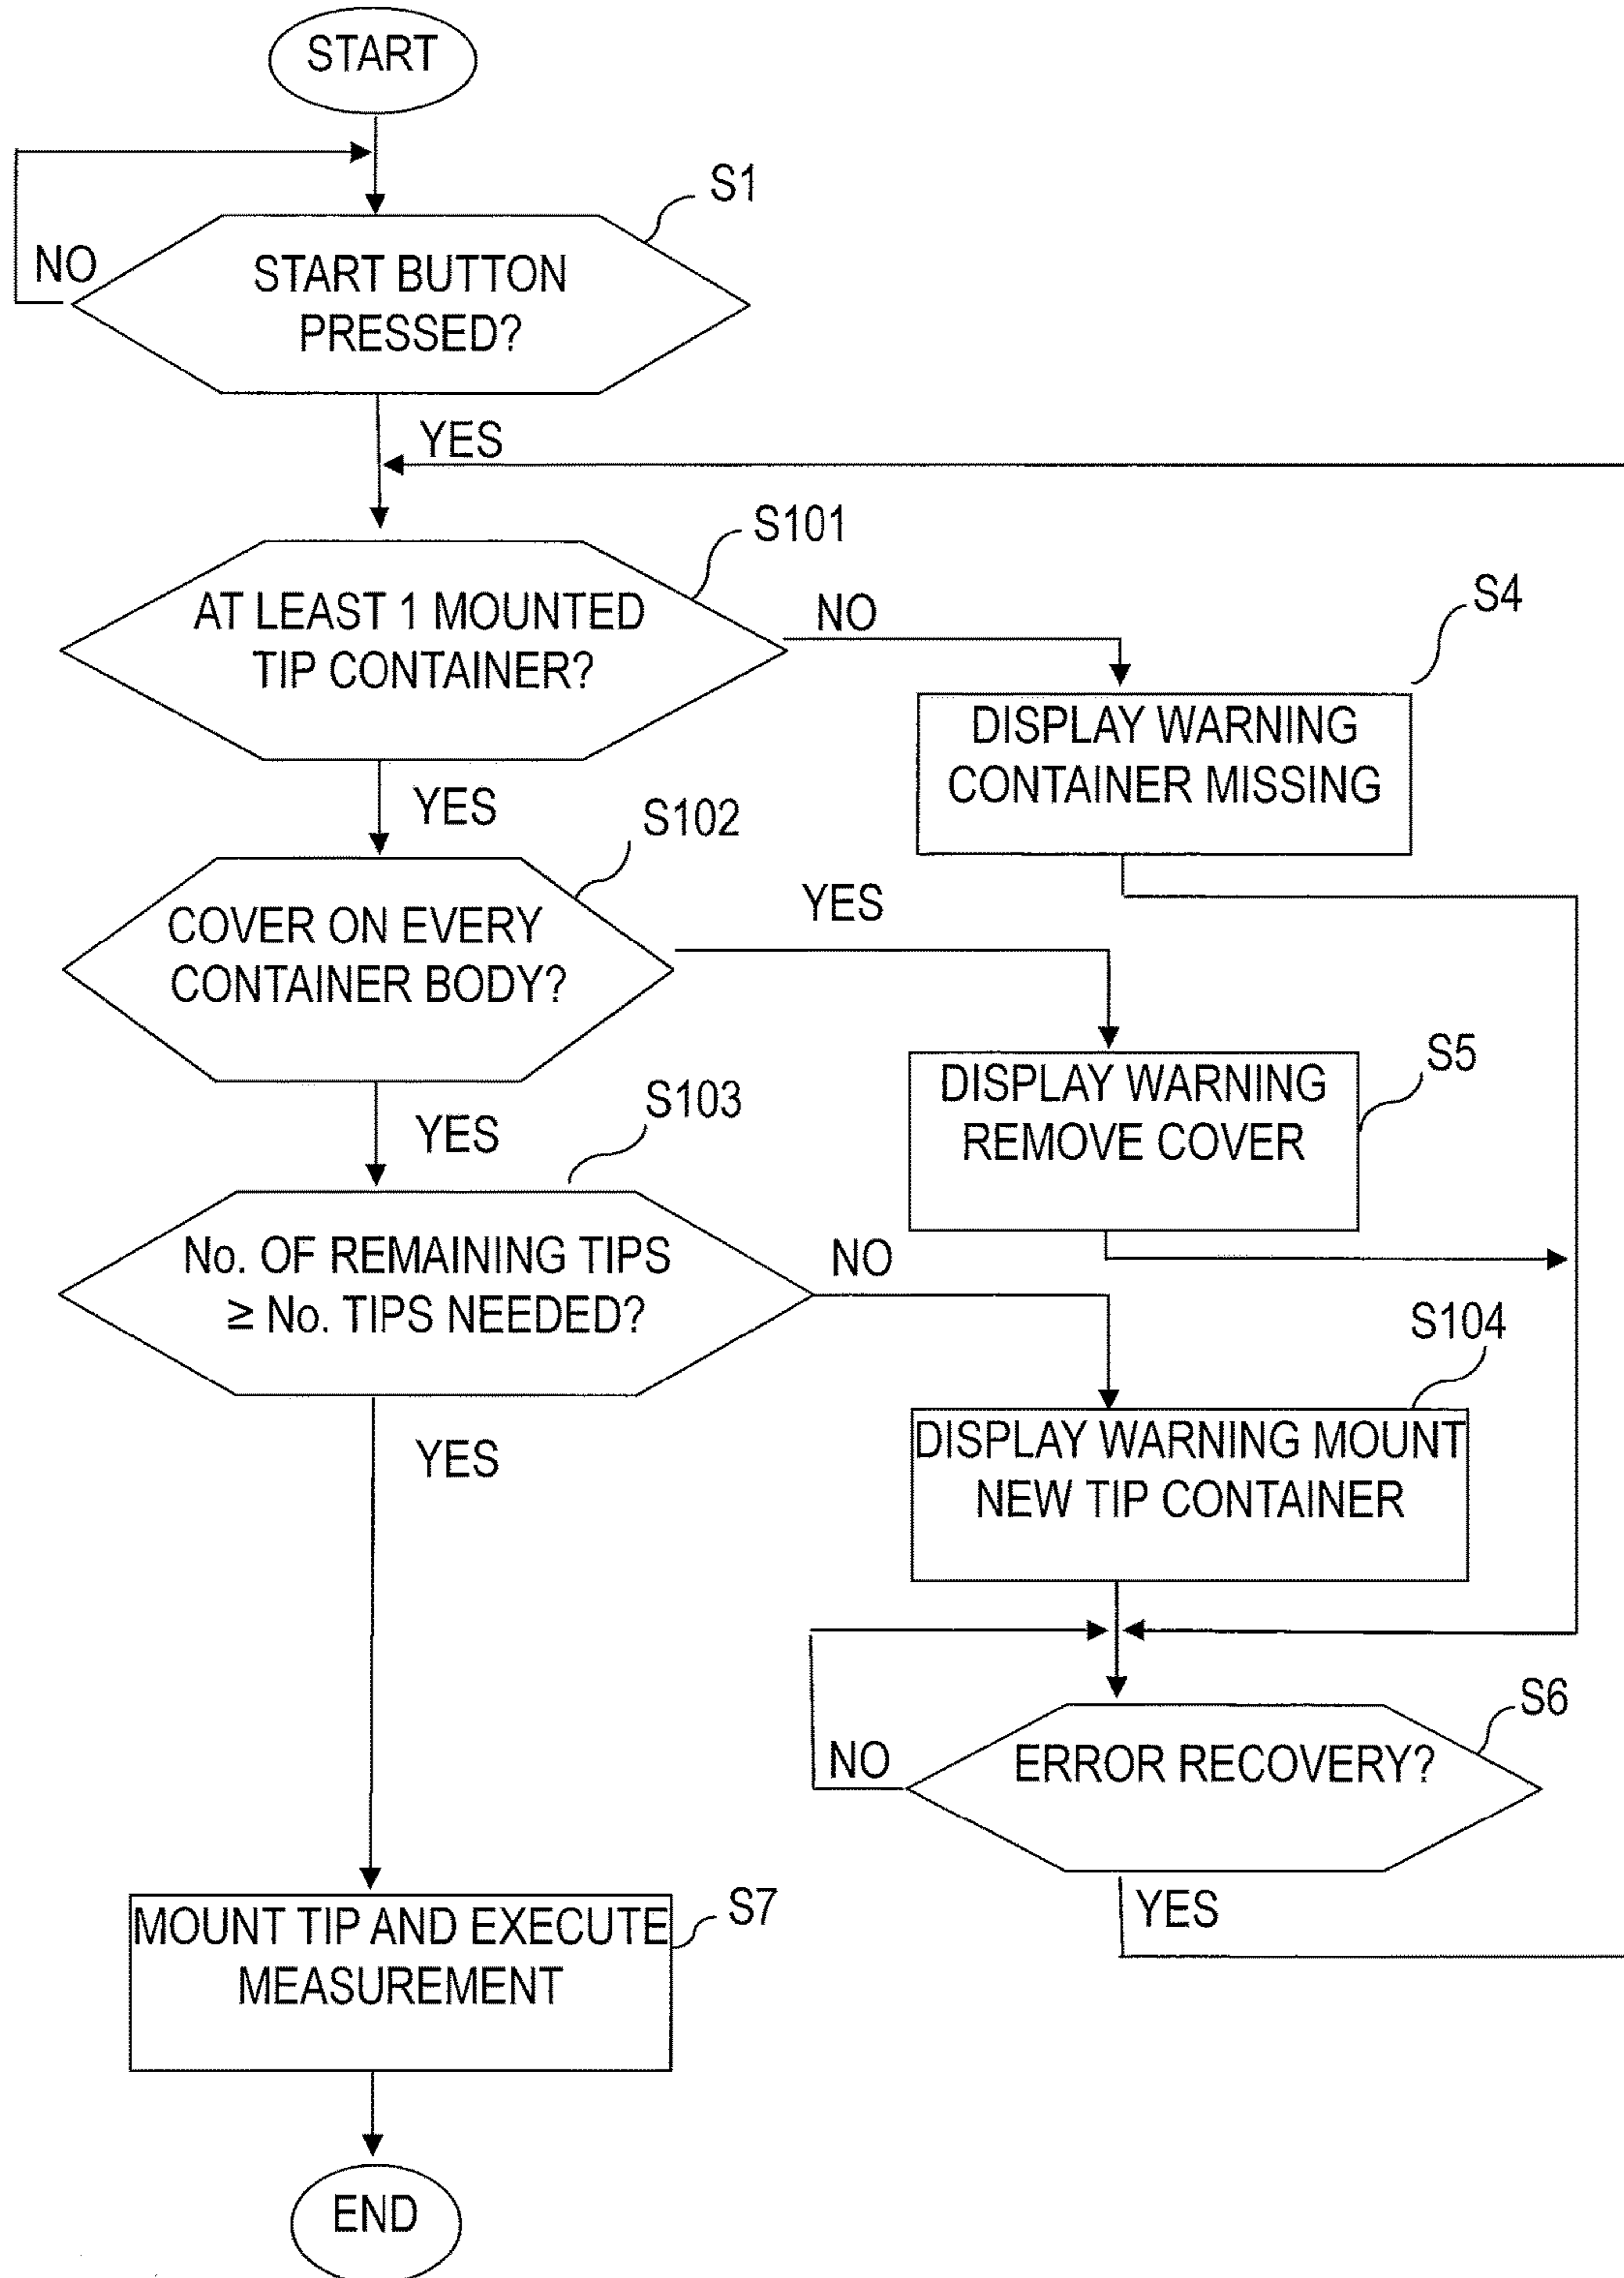 START
S1
NO
START BUTTON
PRESSED?
YES
S101
AT LEAST 1 MOUNTED
TIP CONTAINER?
NO
S4
DISPLAY WARNING
CONTAINER MISSING
YES
S102
COVER ON EVERY
CONTAINER BODY?
YES
S5
DISPLAY WARNING
REMOVE COVER
YES
S103
No. OF REMAINING TIPS
≥ No. TIPS NEEDED?
NO
S104
DISPLAY WARNING MOUNT
NEW TIP CONTAINER
YES
S6
NO
ERROR RECOVERY?
YES
S7
MOUNT TIP AND EXECUTE
MEASUREMENT
END